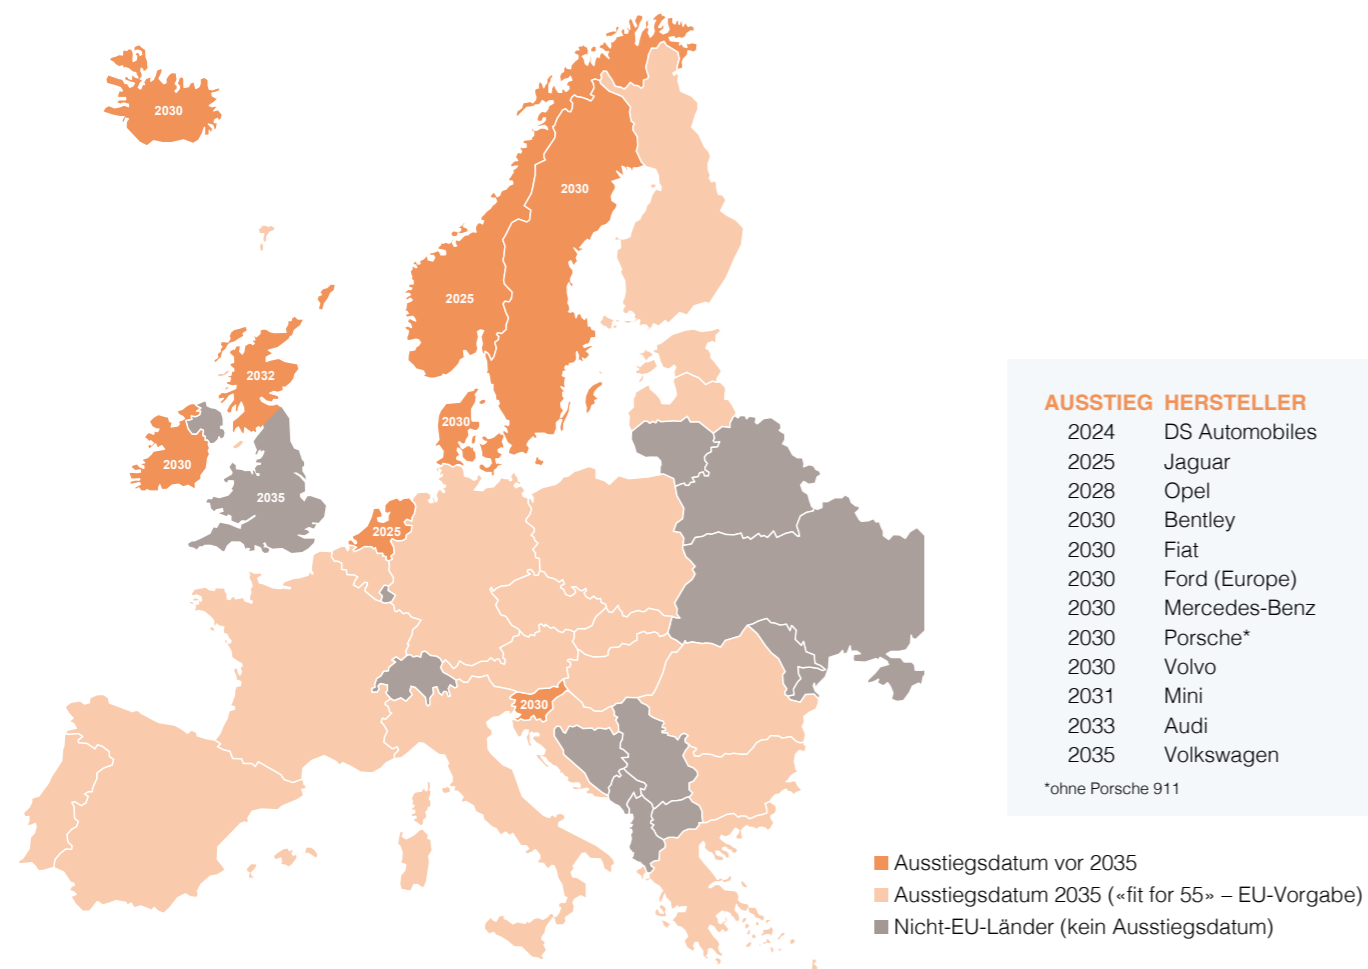 2030
2030
2025
2032
2030
2030
2035
2025
2030
AUSSTIEG HERSTELLER
2024 DS Automobiles
2025 Jaguar
2028 Opel
2030 Bentley
2030 Fiat
2030 Ford (Europe)
2030 Mercedes-Benz
2030 Porsche*
2030 Volvo
2031 Mini
2033 Audi
2035 Volkswagen
*ohne Porsche 911
Ausstiegsdatum vor 2035
Ausstiegsdatum 2035 («fit for 55» – EU-Vorgabe)
Nicht-EU-Länder (kein Ausstiegsdatum)